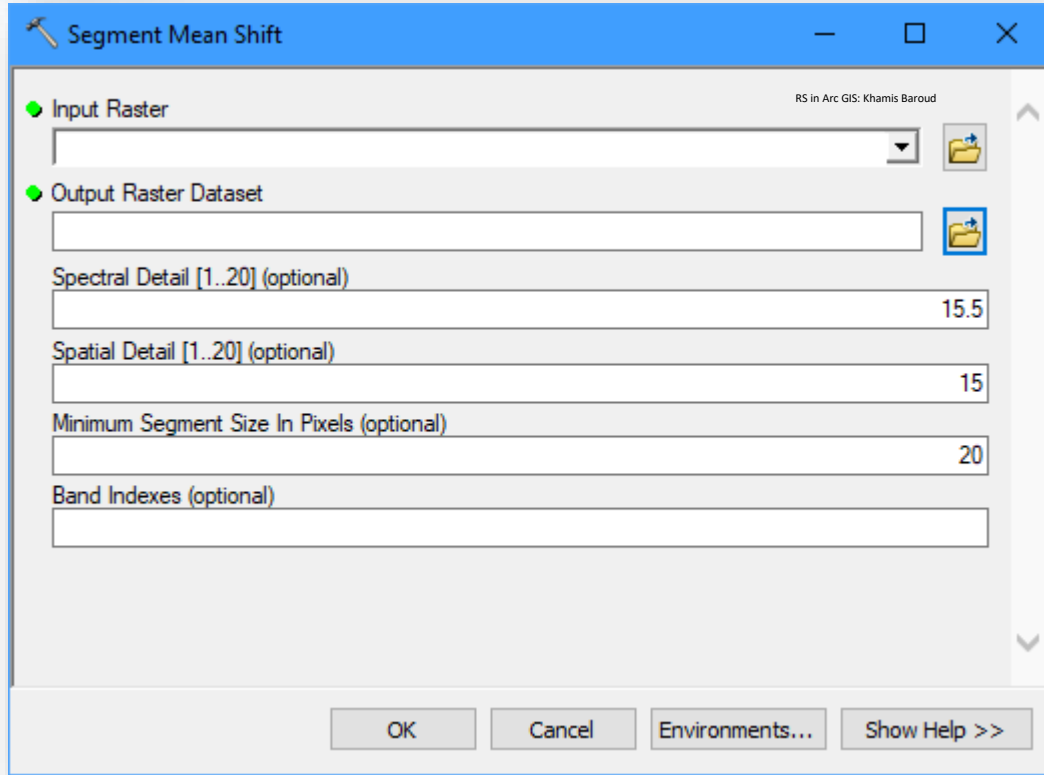 Segment Mean Shift
RS in Arc GIS: Khamis Baroud
Input Raster
Output Raster Dataset
Spectral Detail [1..20] (optional)
15.5
Spatial Detail [1..20] (optional)
15
Minimum Segment Size In Pixels (optional)
20
Band Indexes (optional)
OK Cancel Environments... Show Help >>